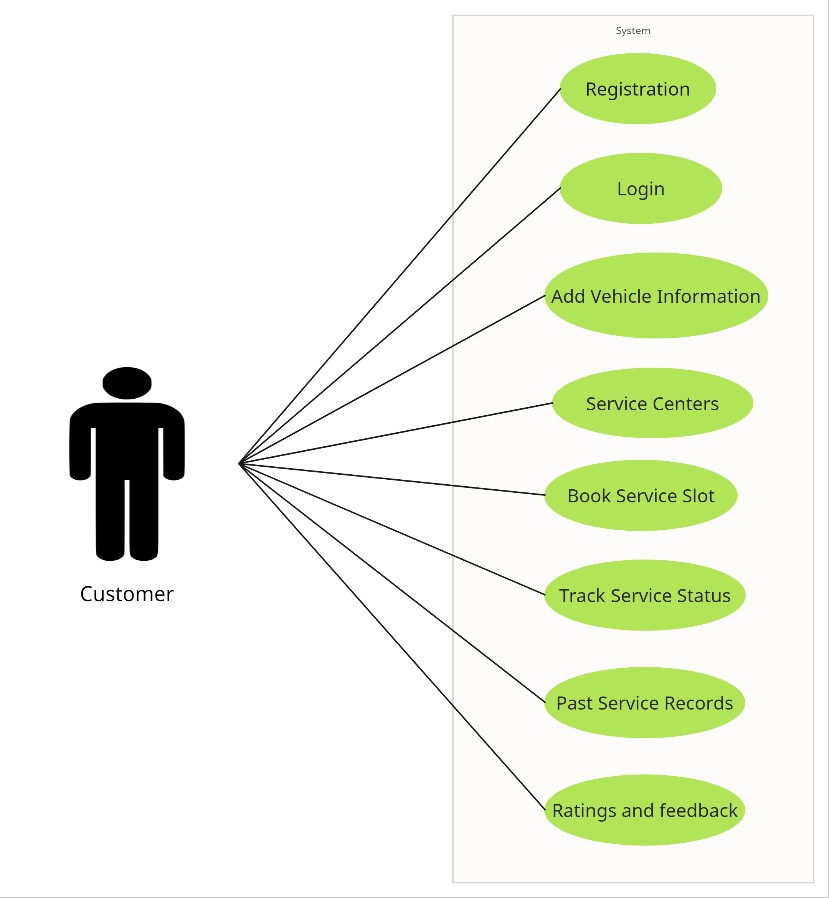 System
Registration
Login
Add Vehicle Information
Service Centers
Book Service Slot
Track Service Status
Past Service Records
Ratings and feedback
Customer